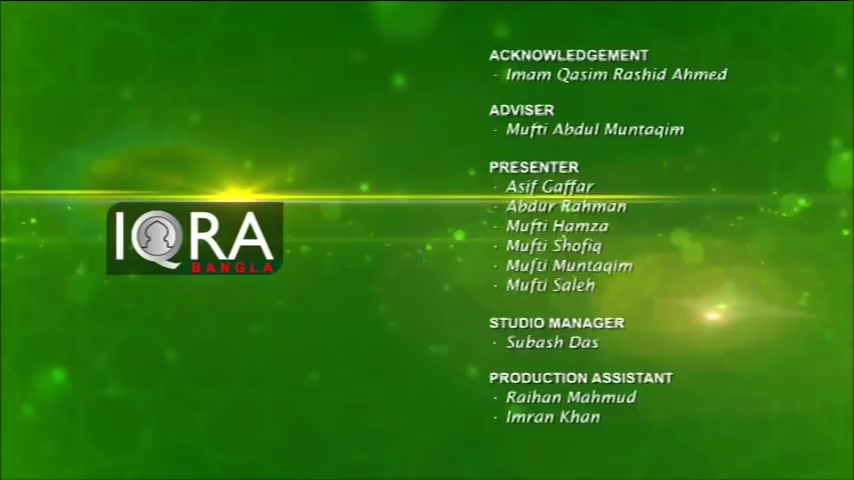 IQRA
BANGLA
ACKNOWLEDGEMENT
- Imam Qasim Rashid Ahmed
ADVISER
- Mufti Abdul Muntaqim
PRESENTER
- Asif Gaffar
- Abdur Rahman
- Mufti Hamza
- Mufti Shofiq
- Mufti Muntaqim
- Mufti Saleh
STUDIO MANAGER
- Subash Das
PRODUCTION ASSISTANT
- Raihan Mahmud
- Imran Khan